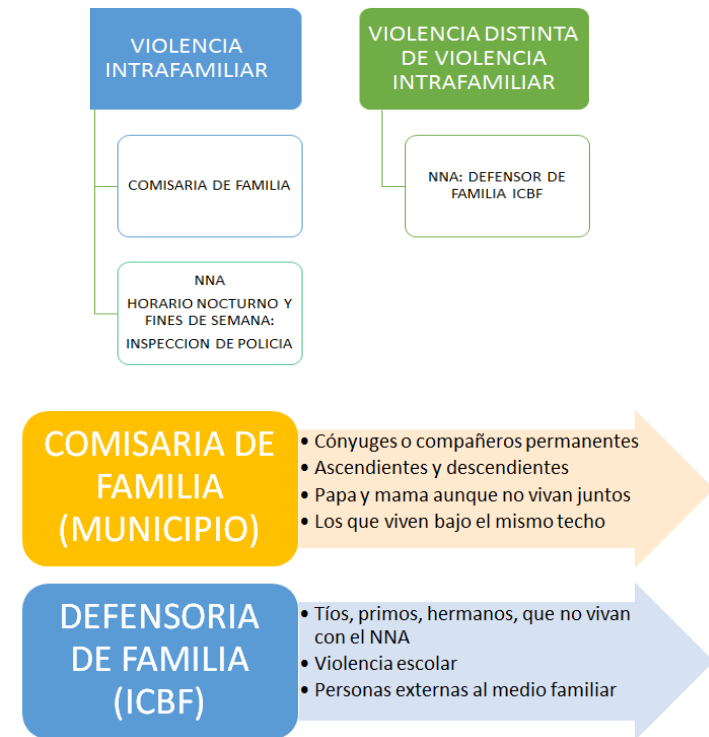 VIOLENCIA
INTRAFAMILIAR
VIOLENCIA DISTINTA
DE VIOLENCIA
INTRAFAMILIAR
COMISARIA DE FAMILIA
NNA: DEFENSOR DE
FAMILIA ICBF
NNA
HORARIO NOCTURNO Y
FINES DE SEMANA:
INSPECCION DE POLICIA
COMISARIA DE
FAMILIA
(MUNICIPIO)
• Cónyuges o compañeros permanentes
• Ascendientes y descendientes
• Papa y mama aunque no vivan juntos
• Los que viven bajo el mismo techo
DEFENSORIA
DE FAMILIA
(ICBF)
• Tíos, primos, hermanos, que no vivan
con el NNA
• Violencia escolar
• Personas externas al medio familiar